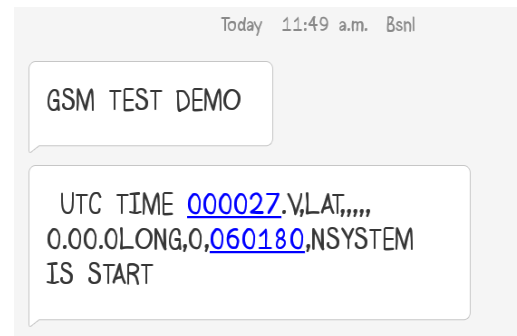 Today 11:49 a.m. Bsnl
GSM TEST DEMO
UTC TIME 000027.V,LAT,,,,,
0.00.0LONG,0,060180,NSYSTEM
IS START